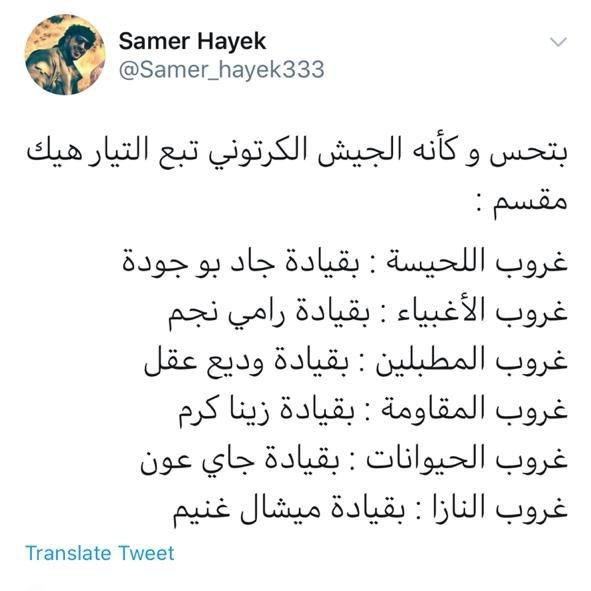 Samer Hayek
@Samer_hayek333
بتحس و كأنه الجيش الكرتوني تبع التيار هيك
مقسم :
غروب اللحيسة : بقيادة جاد بو جودة
غروب الأغبياء : بقيادة رامي نجم
غروب المطبلين : بقيادة وديع عقل
غروب المقاومة : بقيادة زينا كرم
غروب الحيوانات : بقيادة جاي عون
غروب النازا : بقيادة ميشال غنيم
Translate Tweet